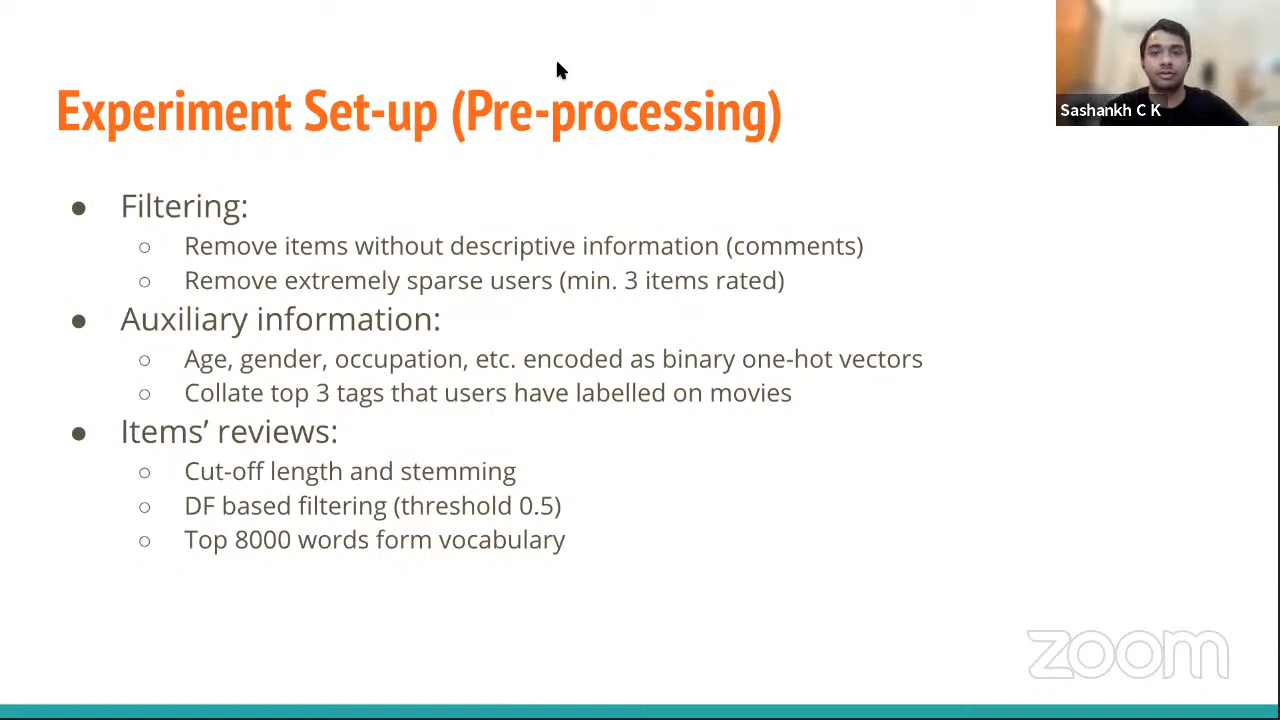 Experiment Set-up (Pre-processing)
Sashankh C K
● Filtering:
○ Remove items without descriptive information (comments)
○ Remove extremely sparse users (min. 3 items rated)
● Auxiliary information:
○ Age, gender, occupation, etc. encoded as binary one-hot vectors
○ Collate top 3 tags that users have labelled on movies
● Items’ reviews:
○ Cut-off length and stemming
○ DF based filtering (threshold 0.5)
○ Top 8000 words form vocabulary
zoom